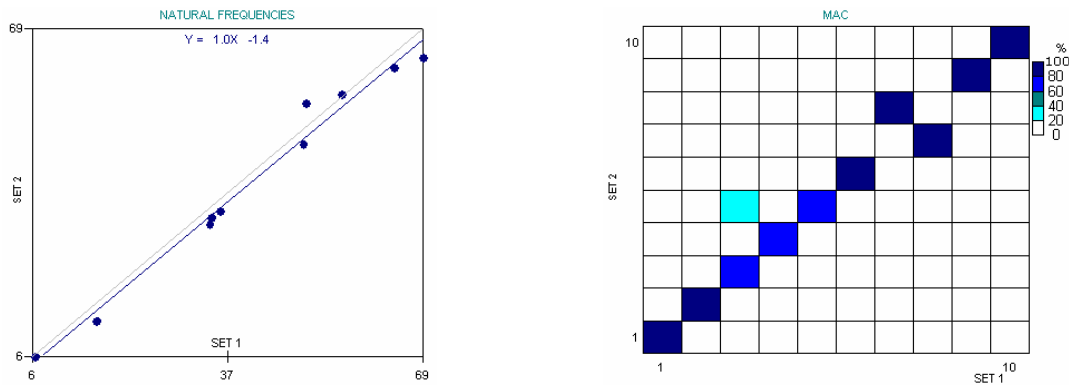 NATURAL FREQUENCIES
69
Y = 1.0X -1.4
SET 2
6
SET 1
6
37
69
MAC
10
SET 2
1
1
10
SET 1
%
100
80
60
40
20
0